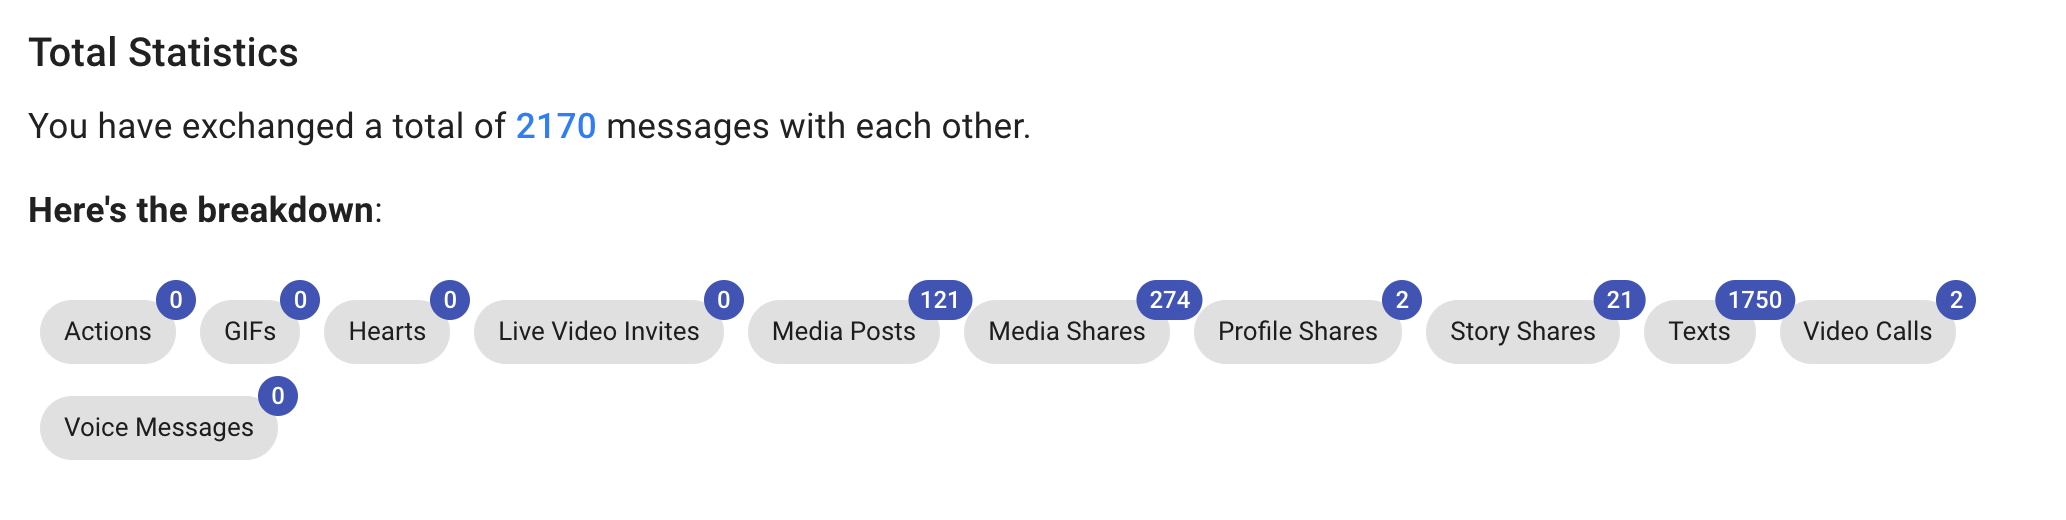 Total Statistics
You have exchanged a total of 2170 messages with each other.
Here's the breakdown:
Actions 0 GIFs 0 Hearts 0 Live Video Invites 0 Media Posts 121 Media Shares 274 Profile Shares 2 Story Shares 21 Texts 1750 Video Calls 2
Voice Messages 0